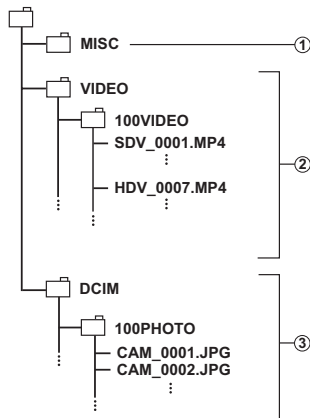 MISC ①
VIDEO
100VIDEO
SDV_0001.MP4
②
HDV_0007.MP4
DCIM
100PHOTO
③
CAM_0001.JPG
CAM_0002.JPG